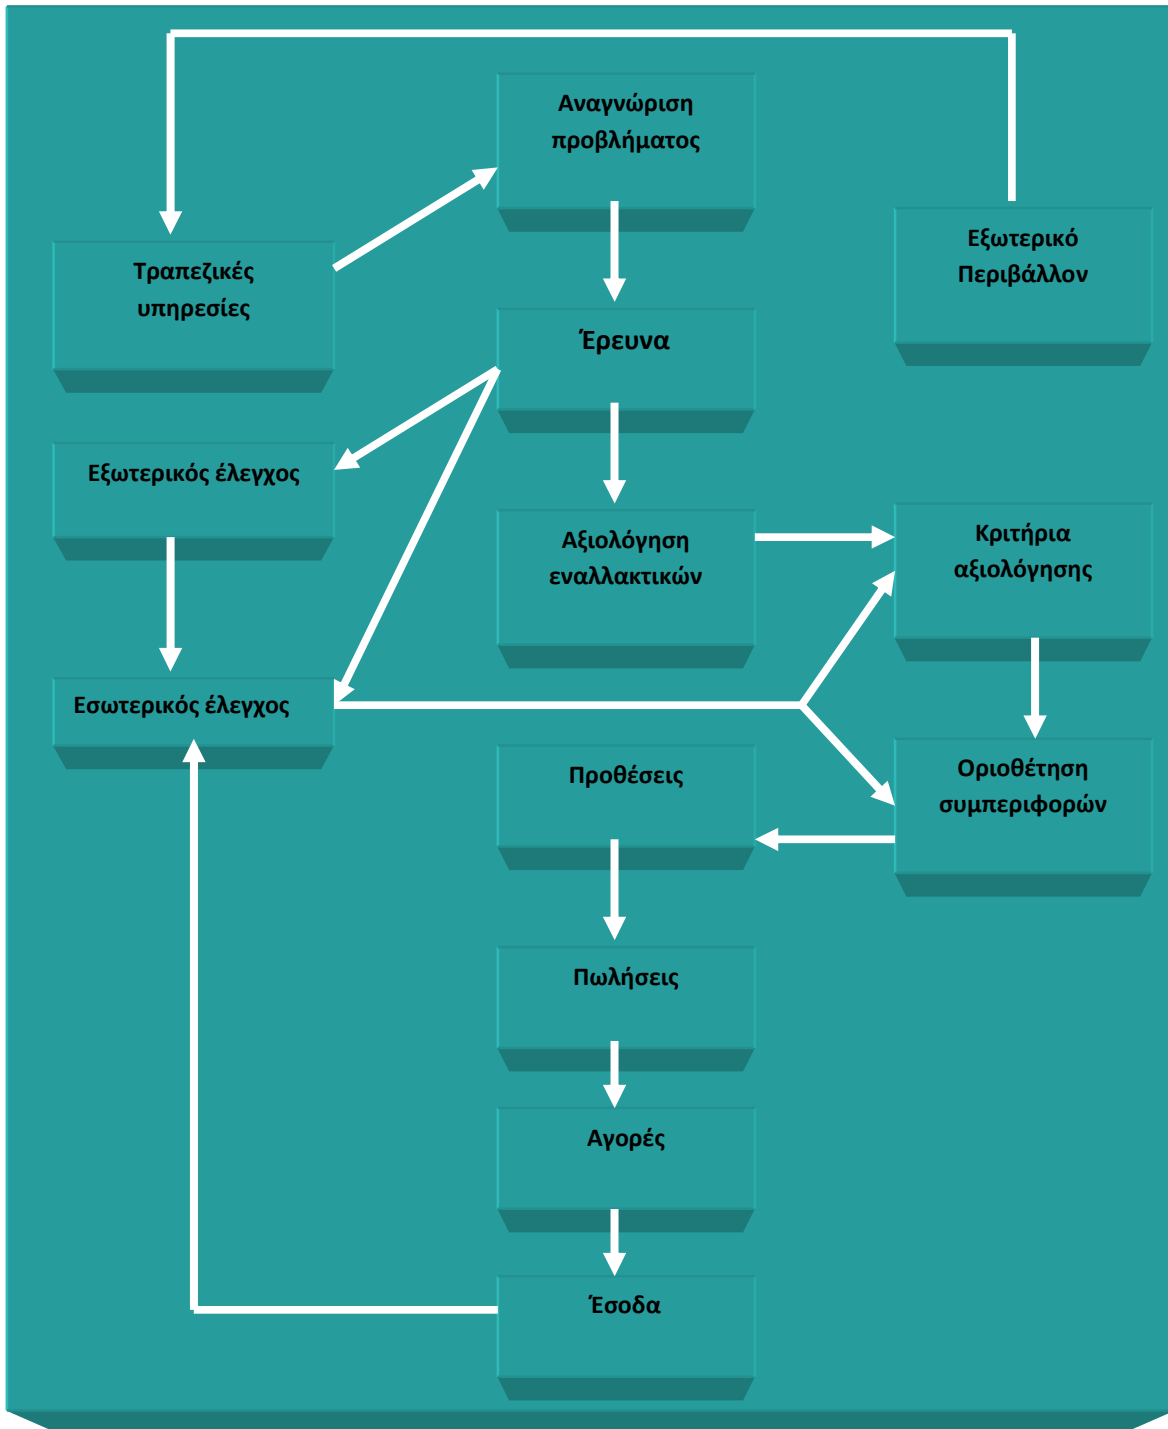 Αναγνώριση
προβλήματος
Εξωτερικό
Περιβάλλον
Τραπεζικές
υπηρεσίες
Έρευνα
Εξωτερικός έλεγχος
Αξιολόγηση
εναλλακτικών
Κριτήρια
αξιολόγησης
Εσωτερικός έλεγχος
Προθέσεις
Οριοθέτηση
συμπεριφορών
Πωλήσεις
Αγορές
Έσοδα